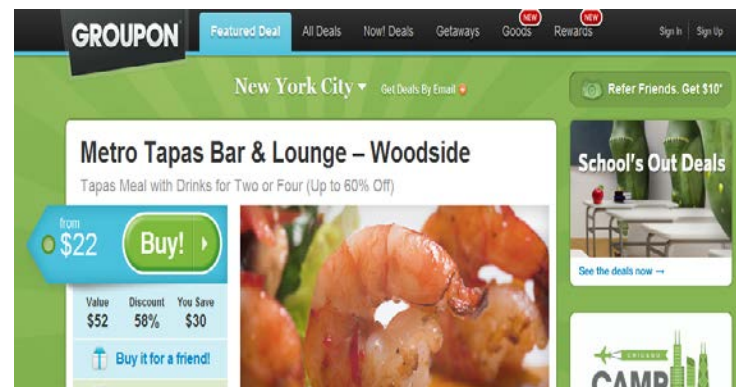 GROUPON
Featured Deal
All Deals
Now! Deals
Getaways
Goods
NEW
Rewards
NEW
Sign In
Sign Up
New York City
Get Deals By Email
Refer Friends. Get $10*
Metro Tapas Bar & Lounge – Woodside
Tapas Meal with Drinks for Two or Four (Up to 60% Off)
from
$22
Buy!
Value Discount You Save
$52 58% $30
Buy it for a friend!
School's Out Deals
See the deals now →
CHICAGO
CAMP